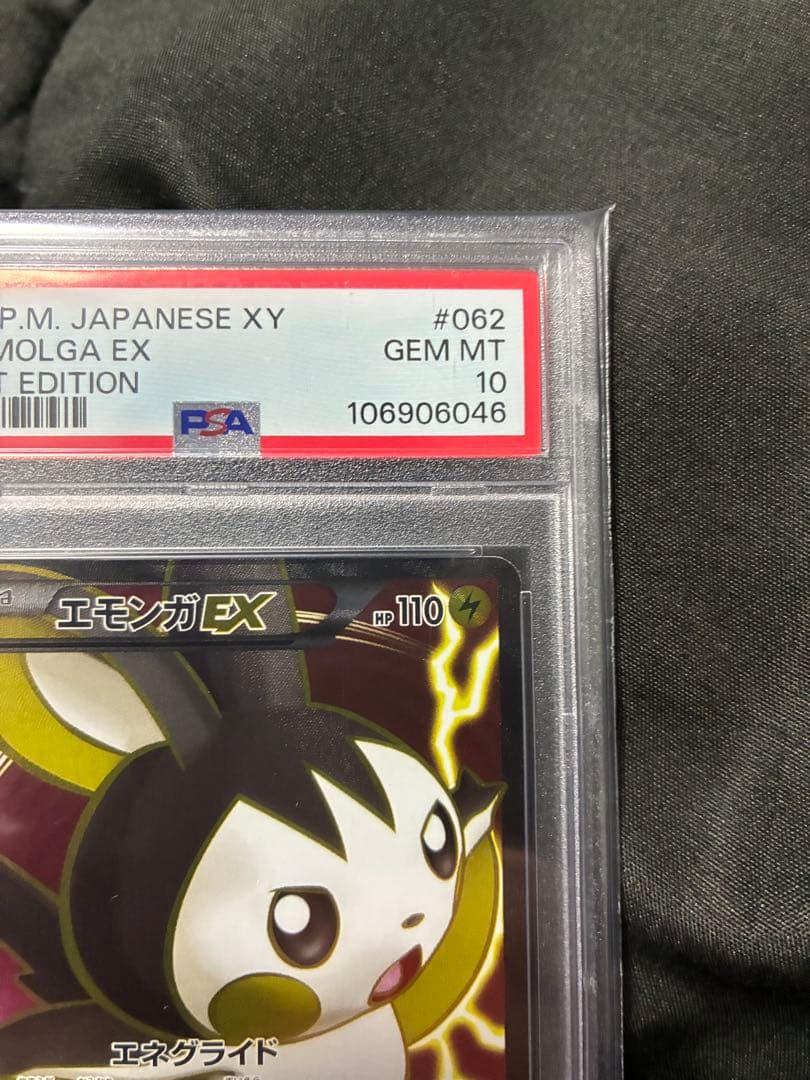 P.M. JAPANESE XY #062
MOLGA EX GEM MT
T EDITION 10
PSA 106906046
エモンガEX HP110
エネグライド